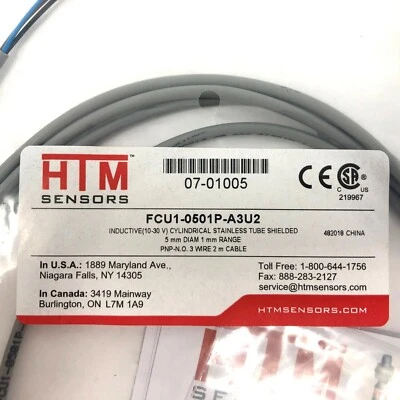 HTM™
SENSORS
07-01005
CE
C US
219967
FCU1-0501P-A3U2
INDUCTIVE(10-30 V) CYLINDRICAL STAINLESS TUBE SHIELDED
5 mm DIAM 1 mm RANGE
PNP-N.O. 3 WIRE 2 m CABLE
482018 CHINA
In U.S.A.: 1889 Maryland Ave.,
Niagara Falls, NY 14305
In Canada: 3419 Mainway
Burlington, ON L7M 1A9
Toll Free: 1-800-644-1756
Fax: 888-283-2127
service@htmsensors.com
HTMSENSORS.COM